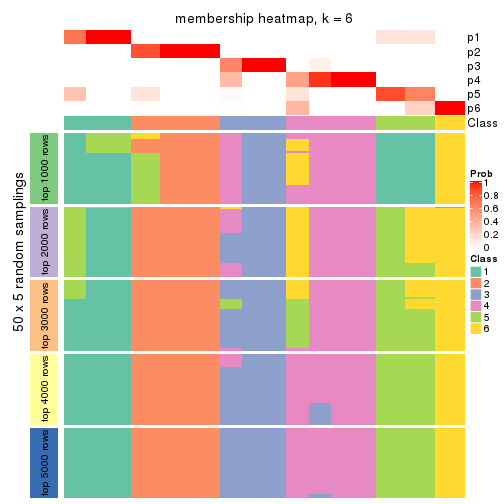 membership heatmap, k = 6
p1
p2
p3
p4
p5
p6
Class
50 x 5 random samplings
top 1000 rows
top 2000 rows
top 3000 rows
top 4000 rows
top 5000 rows
Prob
1
0.8
0.6
0.4
0.2
0
Class
1
2
3
4
5
6